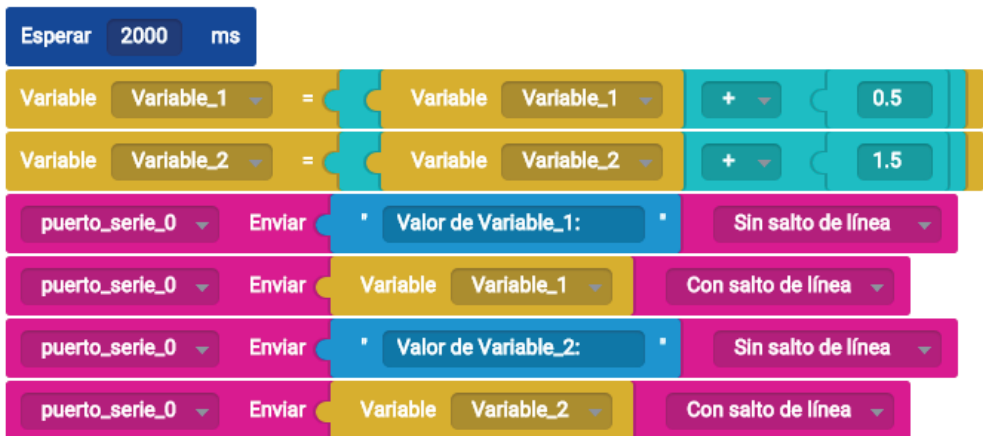 Esperar 2000 ms
Variable Variable_1 = Variable Variable_1 + 0.5
Variable Variable_2 = Variable Variable_2 + 1.5
puerto_serie_0 Enviar " Valor de Variable_1: " Sin salto de línea
puerto_serie_0 Enviar Variable Variable_1 Con salto de línea
puerto_serie_0 Enviar " Valor de Variable_2: " Sin salto de línea
puerto_serie_0 Enviar Variable Variable_2 Con salto de línea